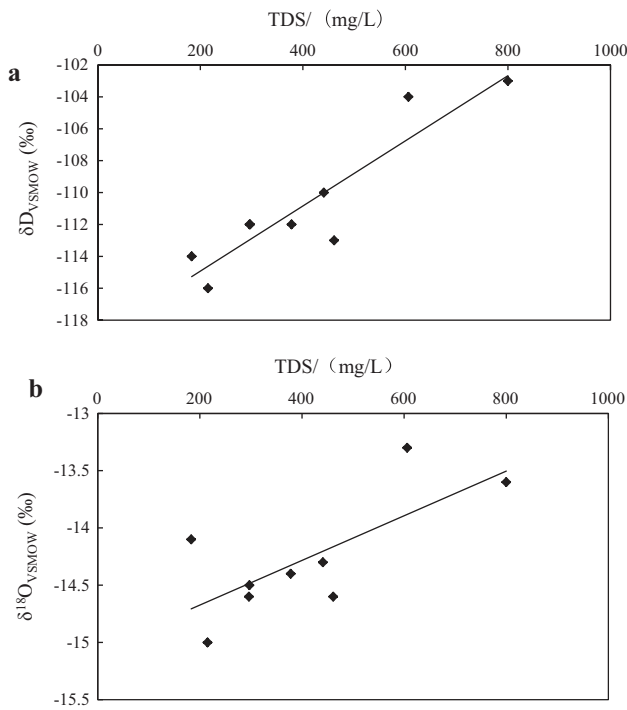 TDS/（mg/L）
0 200 400 600 800 1000
a
-102
-104
-106
-108
-110
-112
-114
-116
-118
δD_VSMOW (‰)
TDS/（mg/L）
b
0 200 400 600 800 1000
-13
-13.5
-14
-14.5
-15
-15.5
δ¹⁸O_VSMOW (‰)